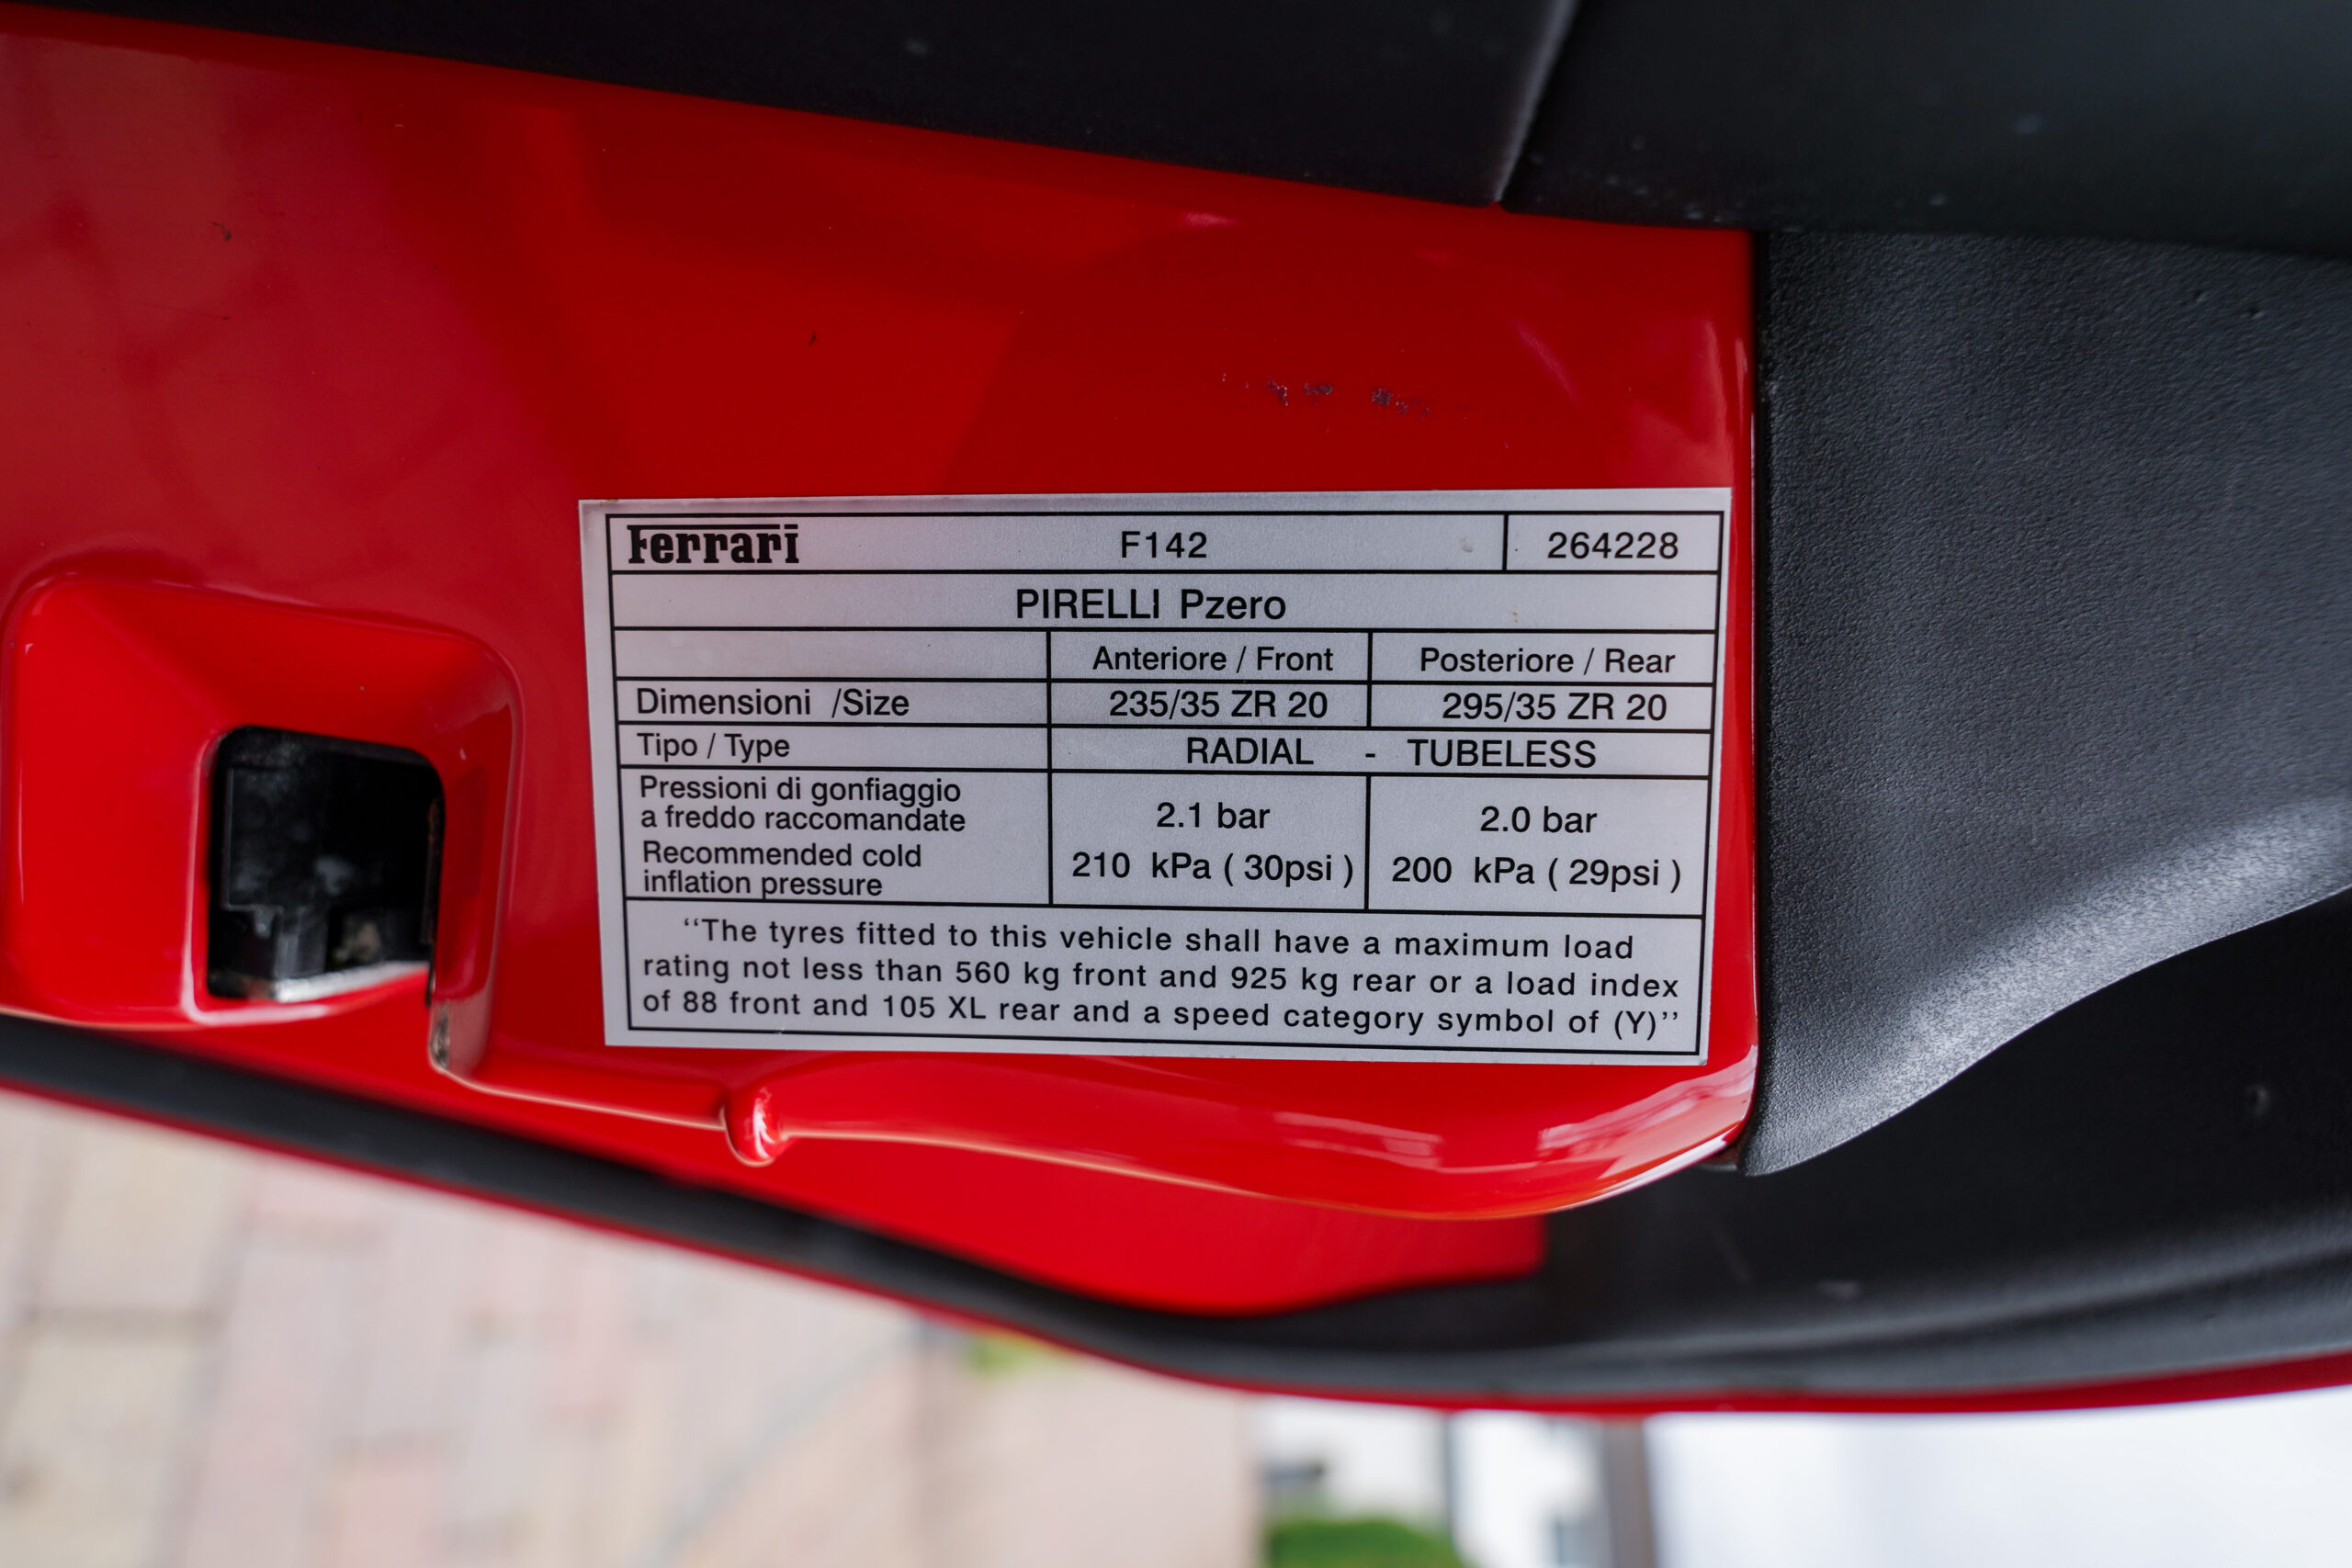 Ferrari F142 264228
PIRELLI Pzero
Anteriore / Front Posteriore / Rear
Dimensioni /Size 235/35 ZR 20 295/35 ZR 20
Tipo / Type RADIAL - TUBELESS
Pressioni di gonfiaggio
a freddo raccomandate 2.1 bar 2.0 bar
Recommended cold
inflation pressure 210 kPa ( 30psi ) 200 kPa ( 29psi )
‘‘The tyres fitted to this vehicle shall have a maximum load
rating not less than 560 kg front and 925 kg rear or a load index
of 88 front and 105 XL rear and a speed category symbol of (Y)’’